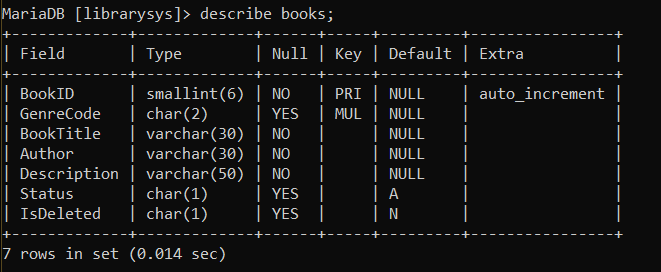 MariaDB [librarysys]> describe books;
+-------------+-------------+------+-----+---------+----------------+
| Field       | Type        | Null | Key | Default | Extra          |
+-------------+-------------+------+-----+---------+----------------+
| BookID      | smallint(6) | NO   | PRI | NULL    | auto_increment |
| GenreCode   | char(2)     | YES  | MUL | NULL    |                |
| BookTitle   | varchar(30) | NO   |     | NULL    |                |
| Author      | varchar(30) | NO   |     | NULL    |                |
| Description | varchar(50) | NO   |     | NULL    |                |
| Status      | char(1)     | YES  |     | A       |                |
| IsDeleted   | char(1)     | YES  |     | N       |                |
+-------------+-------------+------+-----+---------+----------------+
7 rows in set (0.014 sec)